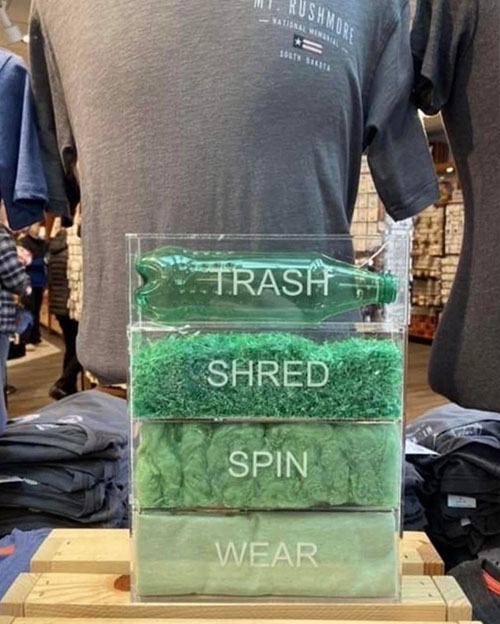 MT. RUSHMORE
NATIONAL MEMORIAL
SOUTH DAKOTA
TRASH
SHRED
SPIN
WEAR